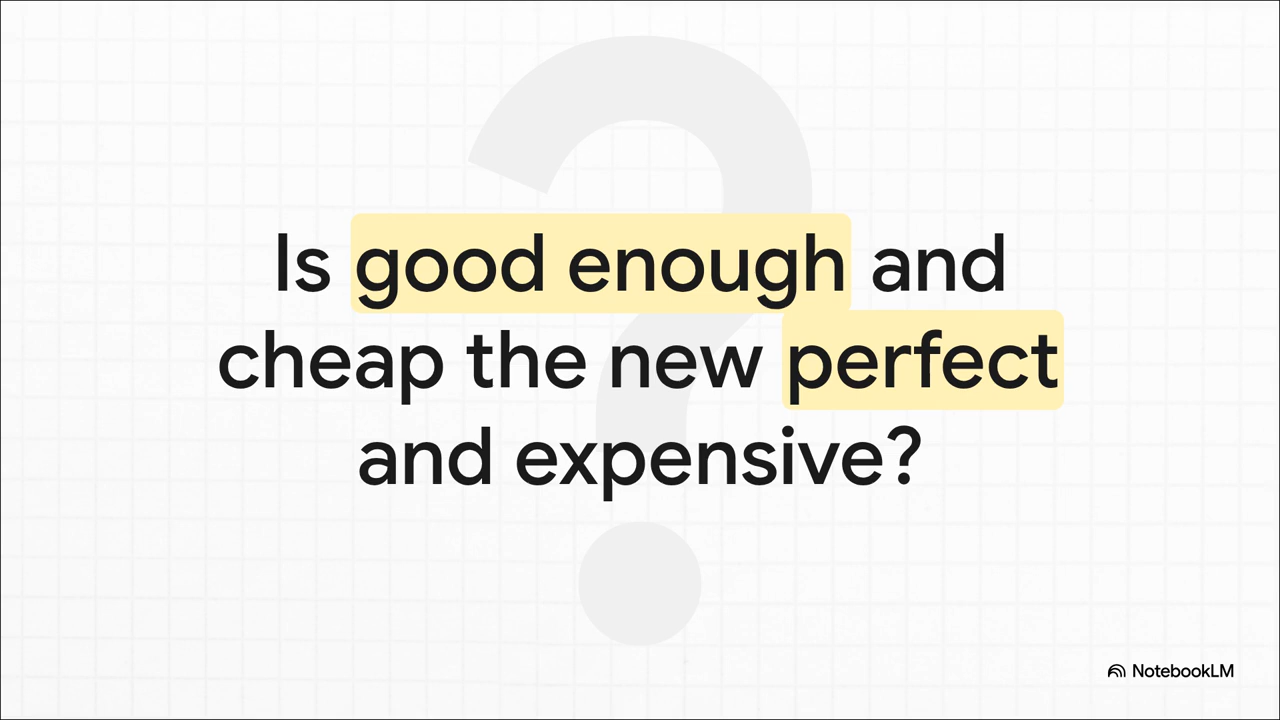 Is good enough and
cheap the new perfect
and expensive?
NotebookLM